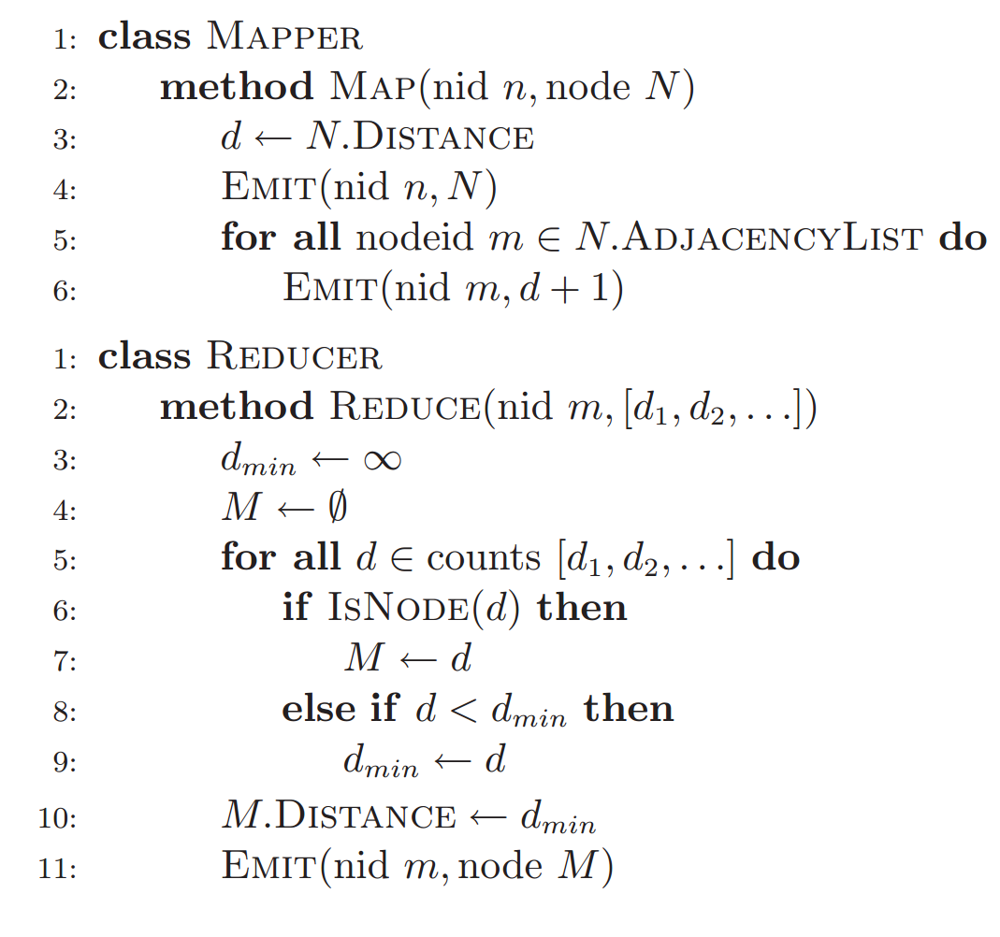 1: class Mapper
2: method Map(nid n, node N)
3: d ← N.Distance
4: Emit(nid n, N)
5: for all nodeid m ∈ N.AdjacencyList do
6: Emit(nid m, d + 1)
1: class Reducer
2: method Reduce(nid m, [d₁, d₂, . . .])
3: dₘᵢₙ ← ∞
4: M ← ∅
5: for all d ∈ counts [d₁, d₂, . . .] do
6: if IsNode(d) then
7: M ← d
8: else if d < dₘᵢₙ then
9: dₘᵢₙ ← d
10: M.Distance ← dₘᵢₙ
11: Emit(nid m, node M)